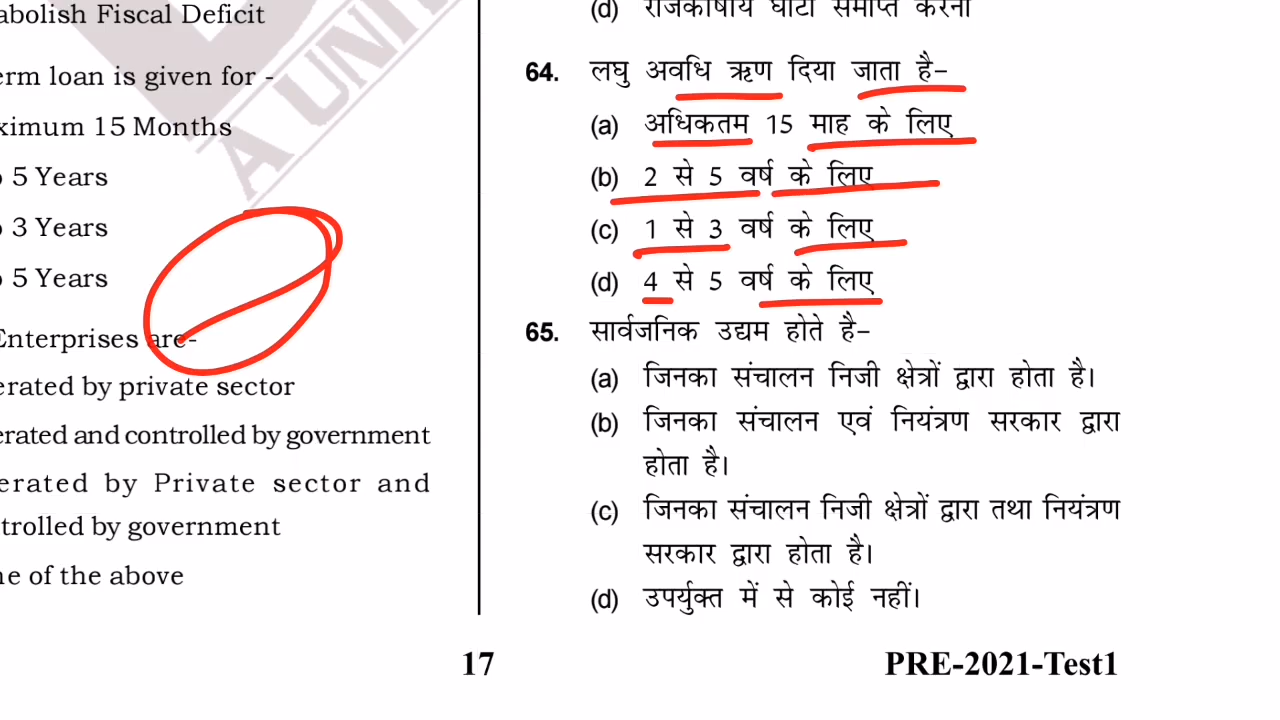 abolish Fiscal Deficit
erm loan is given for -
ximum 15 Months
o 5 Years
o 3 Years
o 5 Years
Enterprises are-
erated by private sector
erated and controlled by government
erated by Private sector and
trolled by government
ne of the above
A UNI
(d) राजकोषीय घाटा समाप्त करना
64. लघु अवधि ऋण दिया जाता है–
(a) अधिकतम 15 माह के लिए
(b) 2 से 5 वर्ष के लिए
(c) 1 से 3 वर्ष के लिए
(d) 4 से 5 वर्ष के लिए
65. सार्वजनिक उद्यम होते है–
(a) जिनका संचालन निजी क्षेत्रों द्वारा होता है।
(b) जिनका संचालन एवं नियंत्रण सरकार द्वारा
होता है।
(c) जिनका संचालन निजी क्षेत्रों द्वारा तथा नियंत्रण
सरकार द्वारा होता है।
(d) उपर्युक्त में से कोई नहीं।
17
PRE-2021-Test1